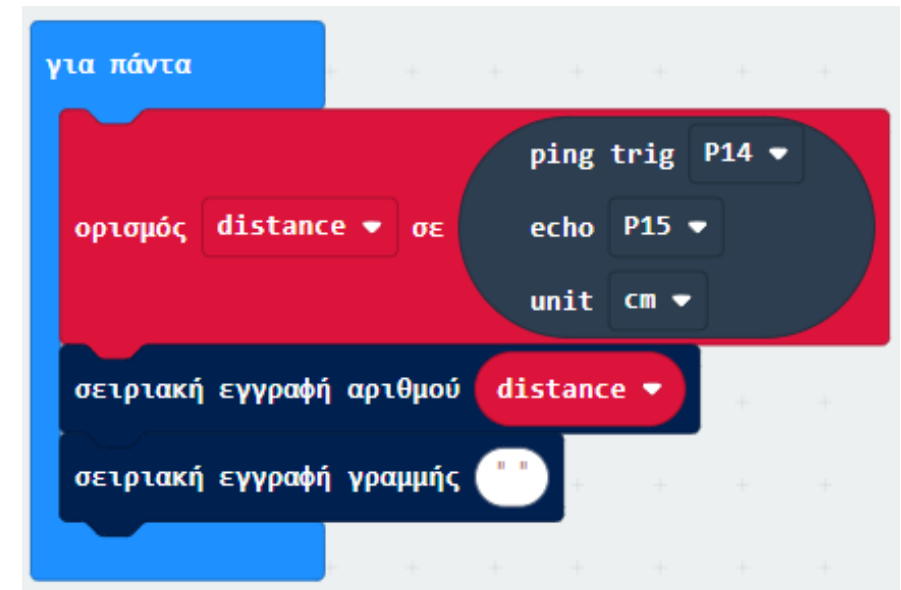 για πάντα
ping trig P14
ορισμός distance σε echo P15
unit cm
σειριακή εγγραφή αριθμού distance
σειριακή εγγραφή γραμμής " "